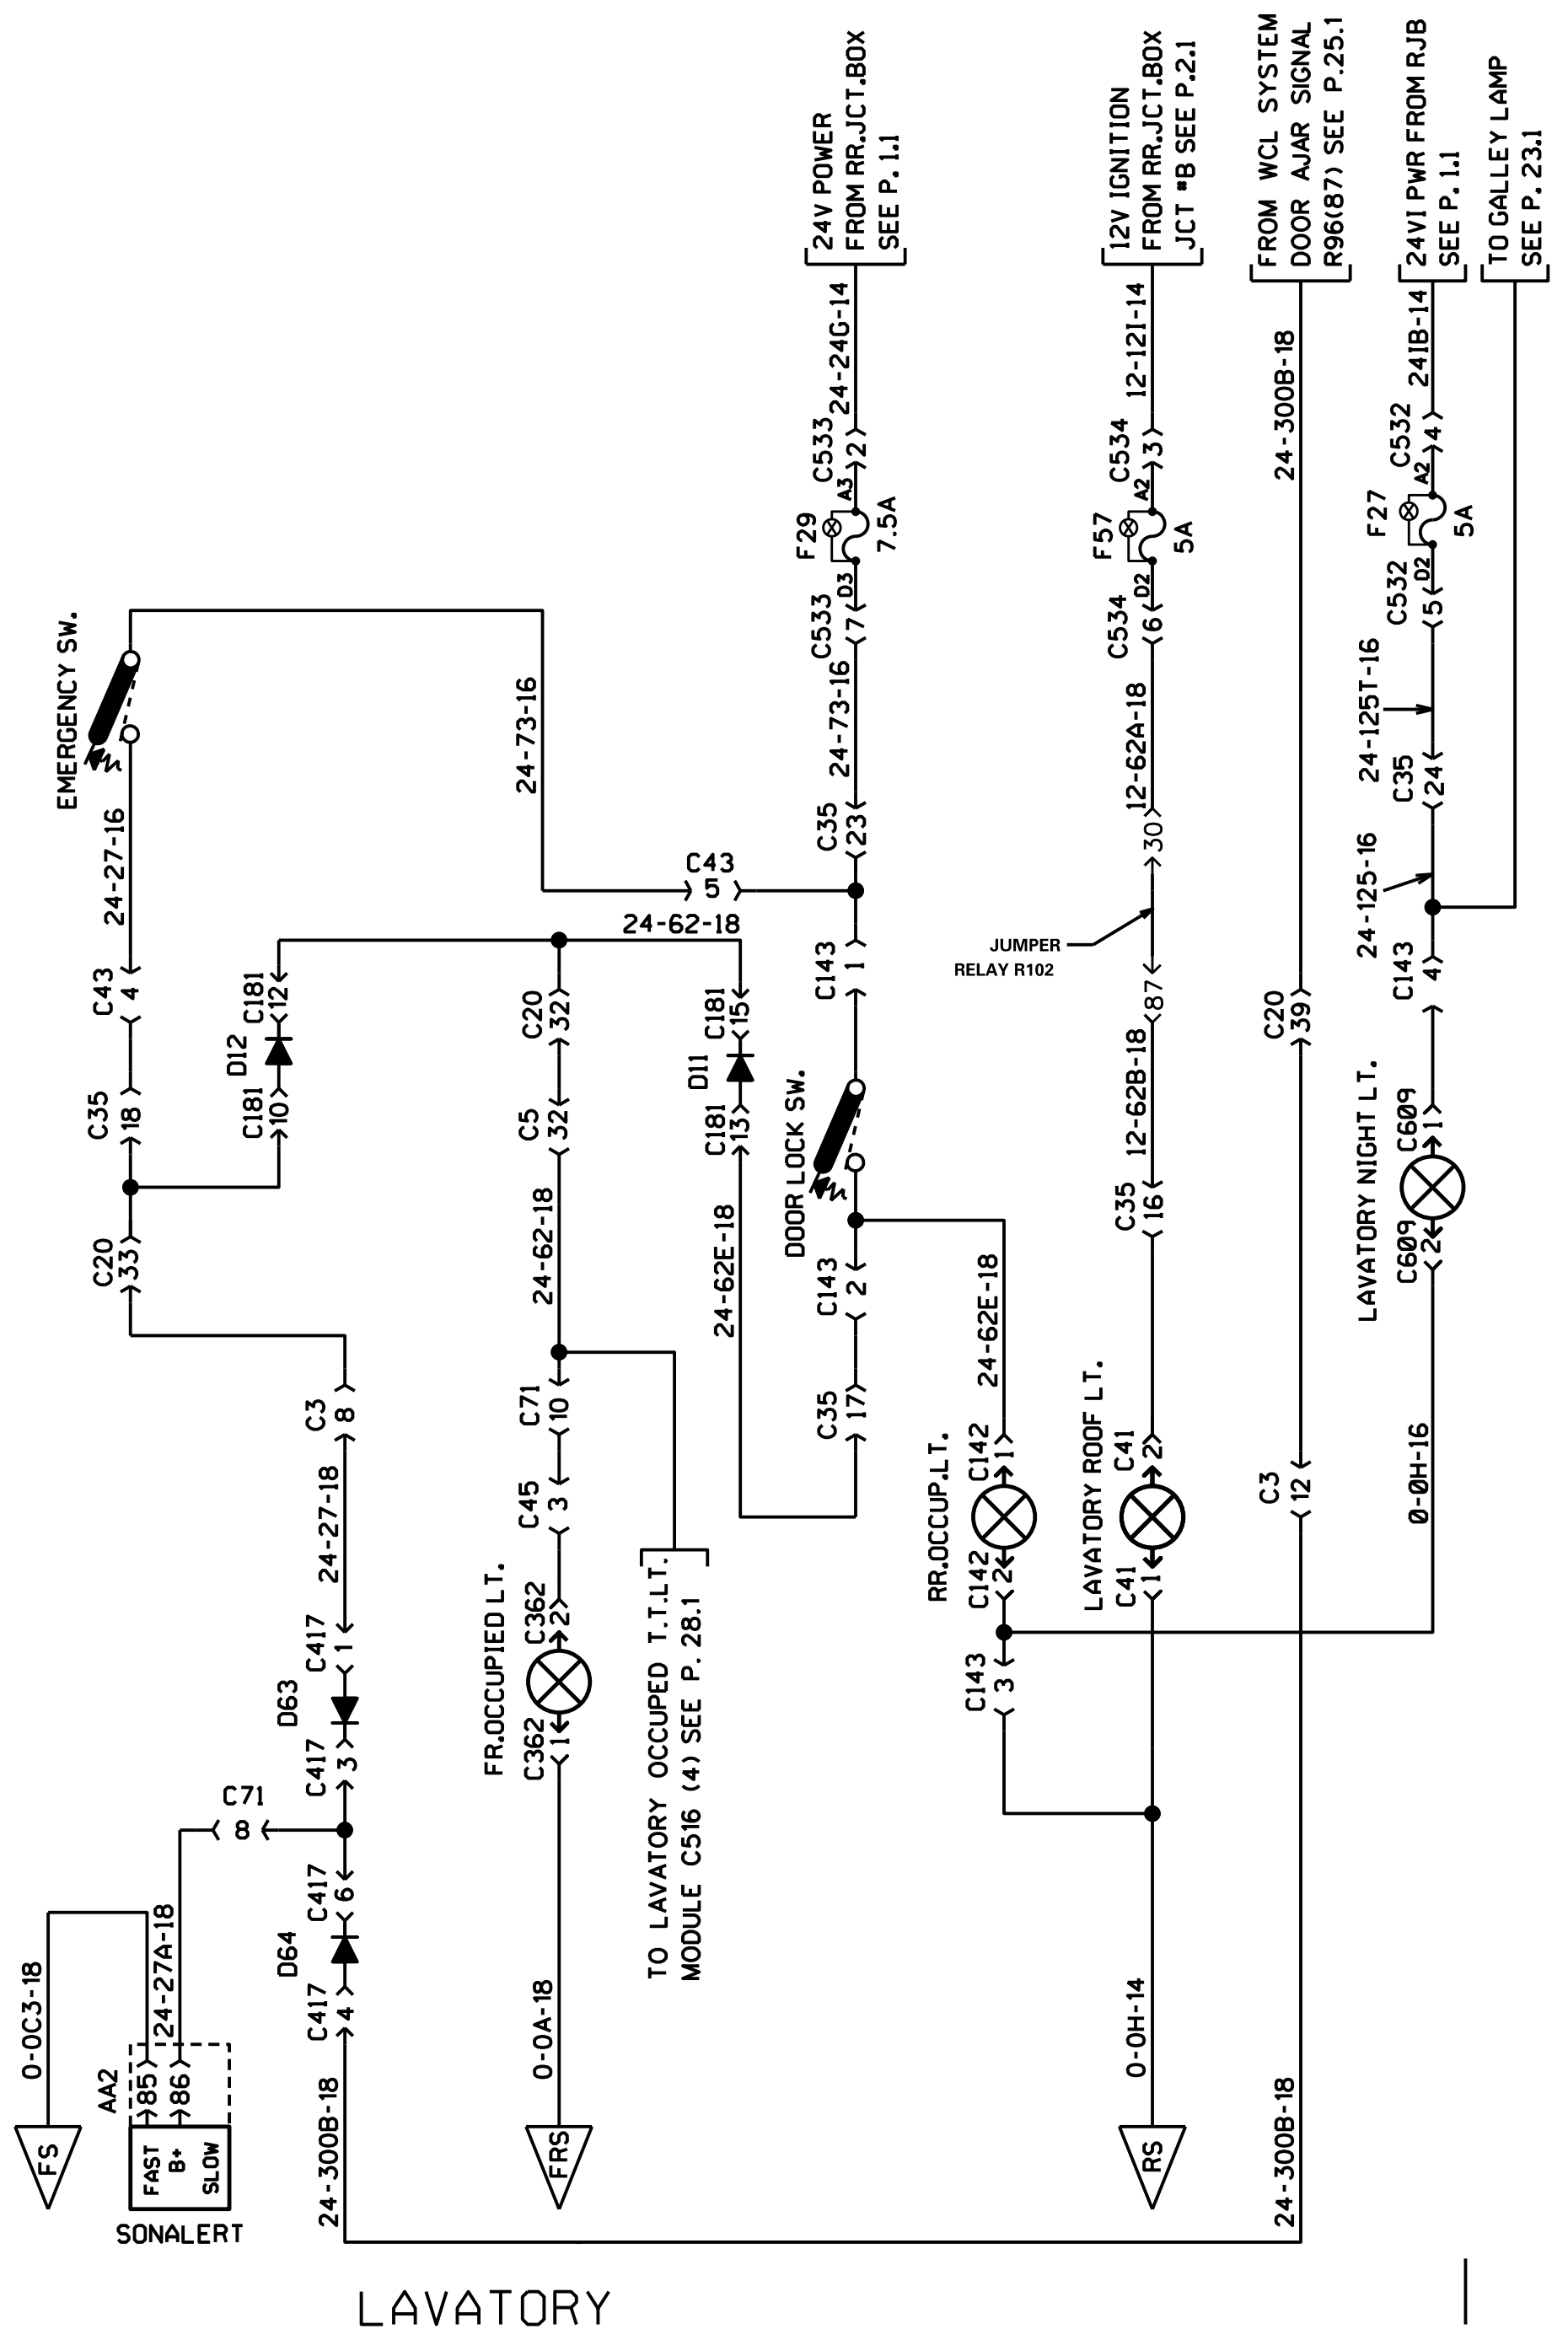 LAVATORY
SONALERT
FAST
B+
SLOW
AA2
85
86
FS
0-0C3-18
24-27A-18
C71
8
24-300B-18
C417
4
D64
C417
6
C417
3
D63
C417
1
24-27-18
C3
8
C20
33
C35
18
C43
4
24-27-16
EMERGENCY SW.
24-73-16
C43
5
C181
10
D12
C181
12
24-62-18
FRS
0-0A-18
FR.OCCUPIED LT.
C362
1
C362
2
C45
3
C71
10
24-62-18
C5
32
C20
32
TO LAVATORY OCCUPED T.T.LT.
MODULE C516 (4) SEE P. 28.1
24-62E-18
C181
13
D11
C181
15
C35
17
C143
2
DOOR LOCK SW.
C143
1
C35
23
24-73-16
C533
7
D3
F29
7.5A
A3
C533
2
24-24G-14
24V POWER
FROM RR.JCT.BOX
SEE P. 1.1
C143
3
RR.OCCUP.LT.
C142
2
C142
1
24-62E-18
RS
0-0H-14
LAVATORY ROOF LT.
C41
1
C41
2
C35
16
12-62B-18
87
JUMPER
RELAY R102
30
12-62A-18
C534
6
D2
F57
5A
A2
C534
3
12-12I-14
12V IGNITION
FROM RR.JCT.BOX
JCT #B SEE P.2.1
24-300B-18
C3
12
C20
39
24-300B-18
FROM WCL SYSTEM
DOOR AJAR SIGNAL
R96(87) SEE P.25.1
0-0H-16
LAVATORY NIGHT LT.
C609
2
C609
1
C143
4
24-125-16
C35
24
24-125T-16
C532
5
D2
F27
5A
A2
C532
4
24IB-14
24VI PWR FROM RJB
SEE P. 1.1
TO GALLEY LAMP
SEE P. 23.1